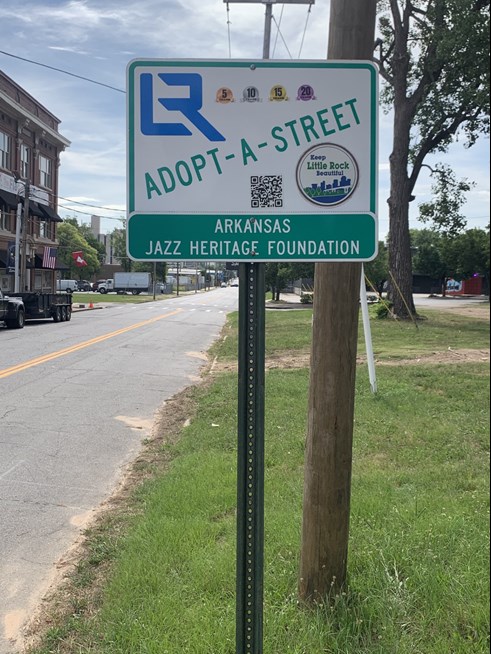 LR
5
10
15
20
ADOPT-A-STREET
Keep
Little Rock
Beautiful
ARKANSAS
JAZZ HERITAGE FOUNDATION